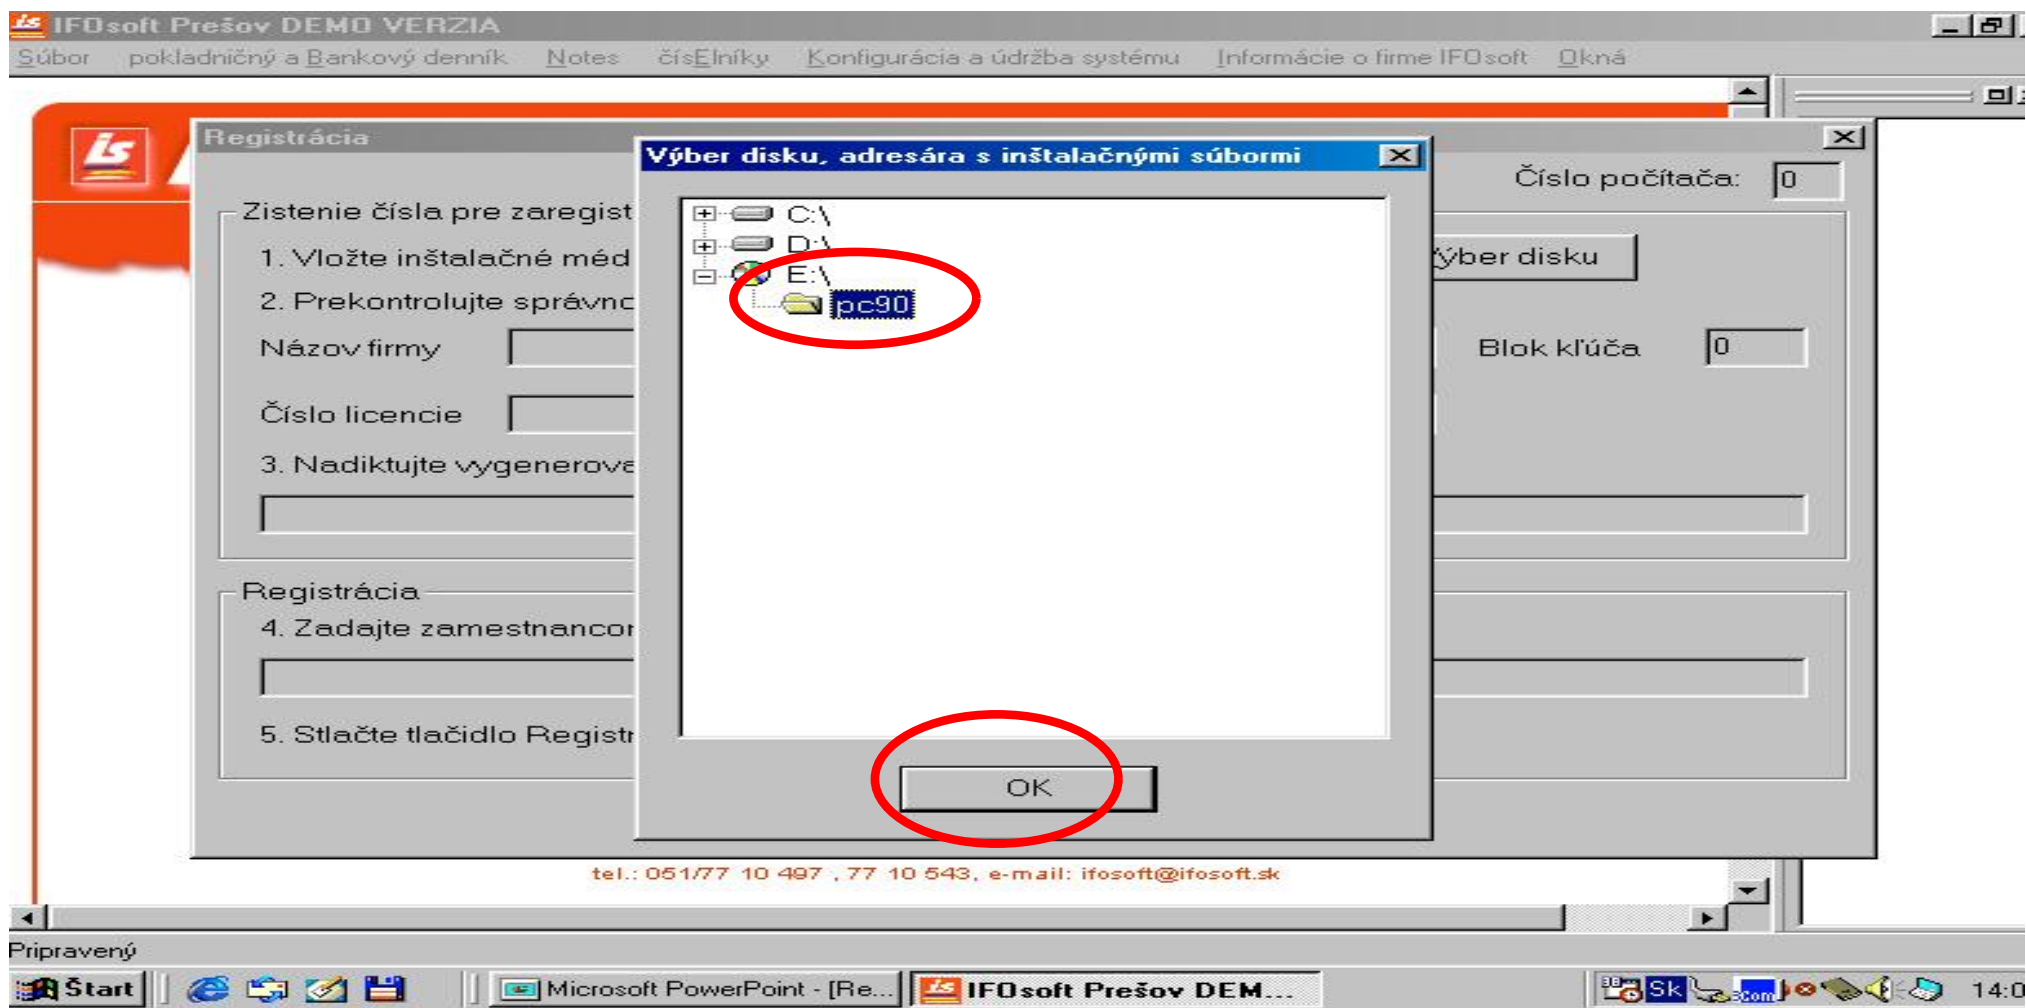 IFOsoft Prešov DEMO VERZIA
Súbor pokladničný a Bankový denník Notes čísElníky Konfigurácia a údržba systému Informácie o firme IFOsoft Okná
is
Registrácia
Číslo počítača: 0
Zistenie čísla pre zaregist
1. Vložte inštalačné méd
ýber disku
2. Prekontrolujte správno
Názov firmy
Blok kľúča 0
Číslo licencie
3. Nadiktujte vygenerova
Registrácia
4. Zadajte zamestnancor
5. Stlačte tlačidlo Registr
Výber disku, adresára s inštalačnými súbormi
C:\
D:\
E:\
pc90
OK
tel.: 051/77 10 497 , 77 10 543, e-mail: ifosoft@ifosoft.sk
Pripravený
Štart
Microsoft PowerPoint - [Re...
IFOsoft Prešov DEM...
Sk
3com
14:0